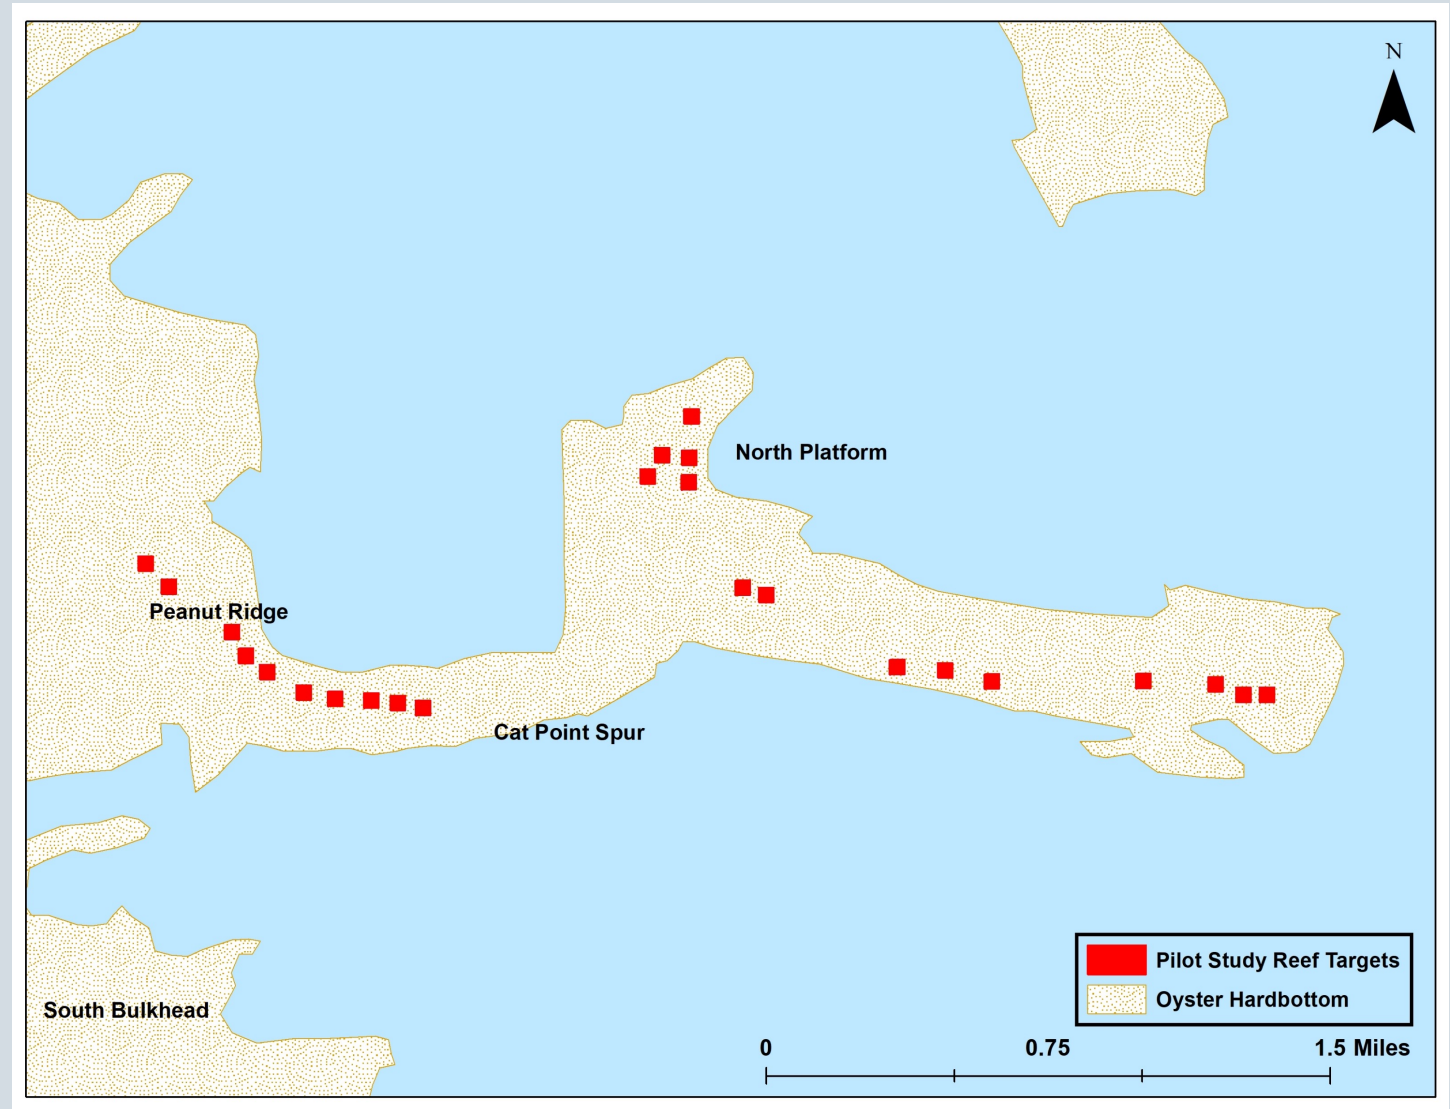 N
North Platform
Peanut Ridge
Cat Point Spur
Pilot Study Reef Targets
Oyster Hardbottom
South Bulkhead
0 0.75 1.5 Miles